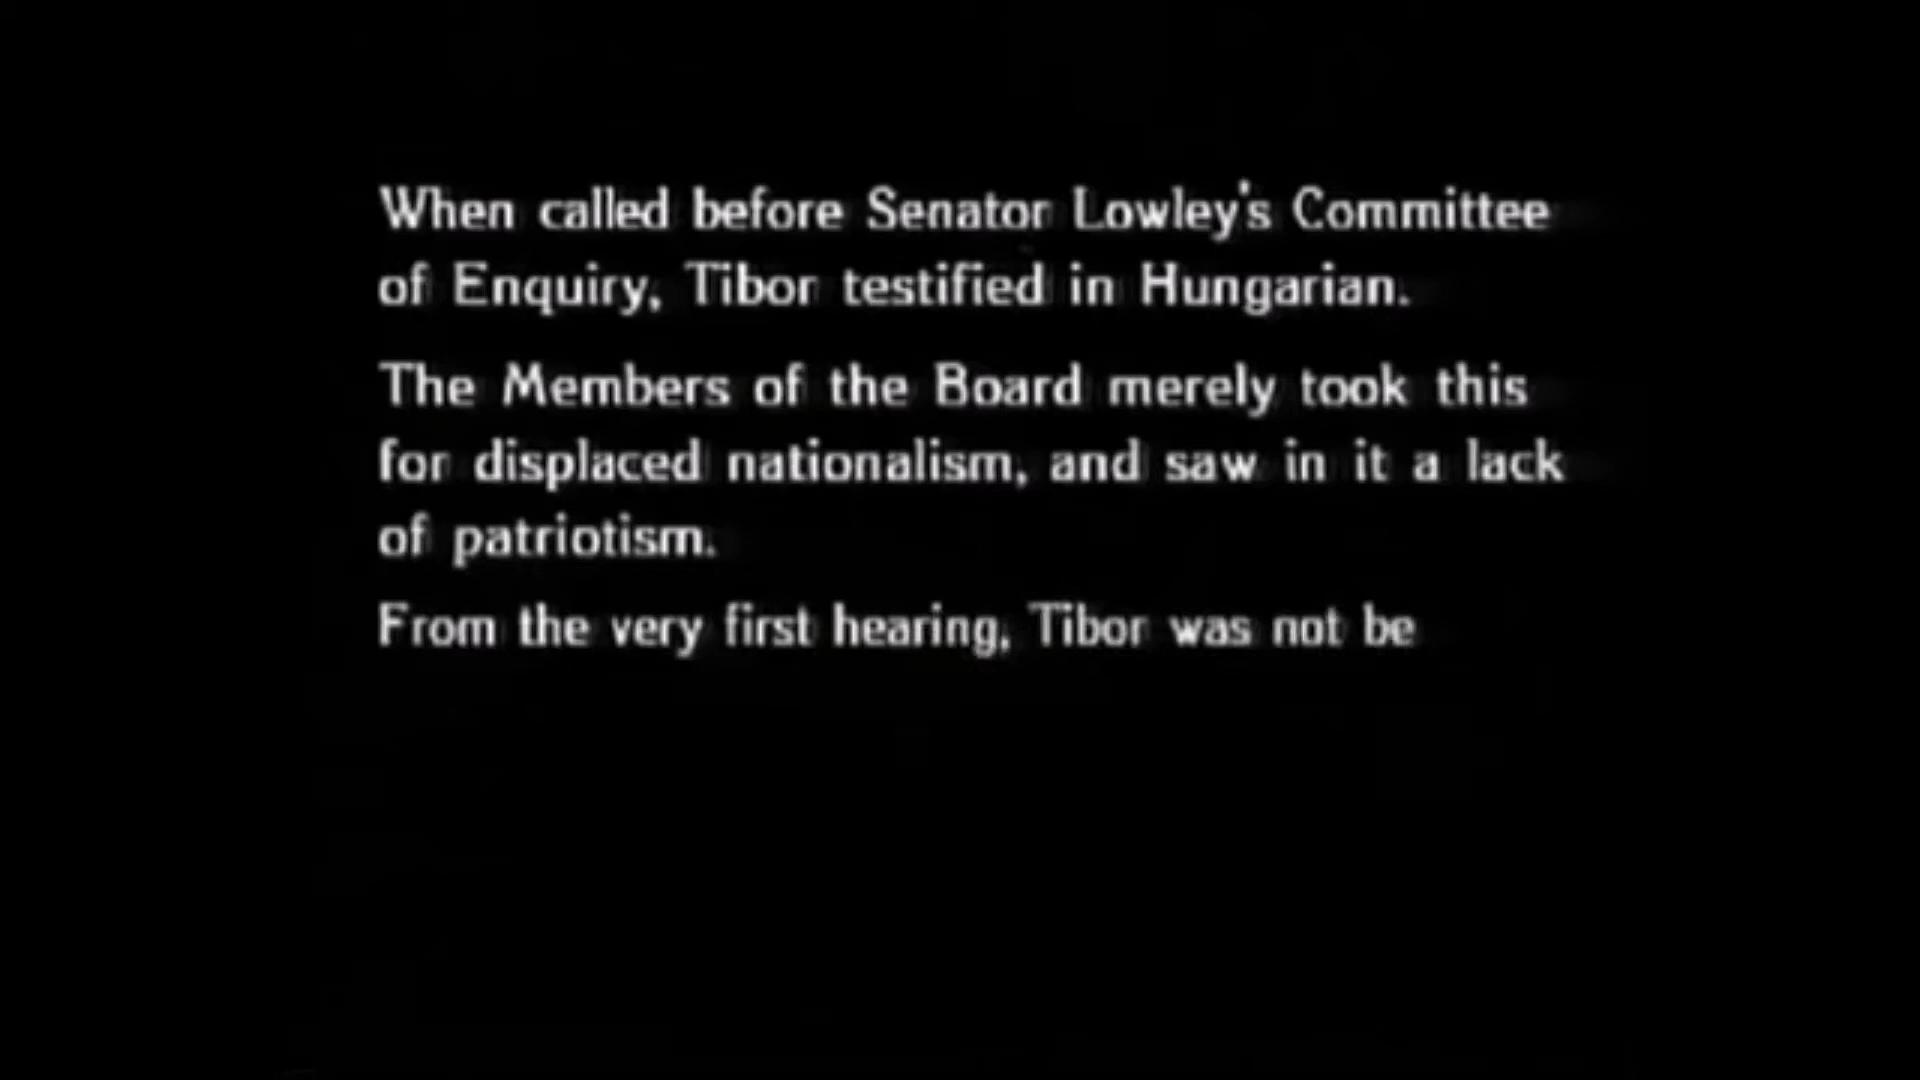 When called before Senator Lowley's Committee
of Enquiry, Tibor testified in Hungarian.
The Members of the Board merely took this
for displaced nationalism, and saw in it a lack
of patriotism.
From the very first hearing, Tibor was not be